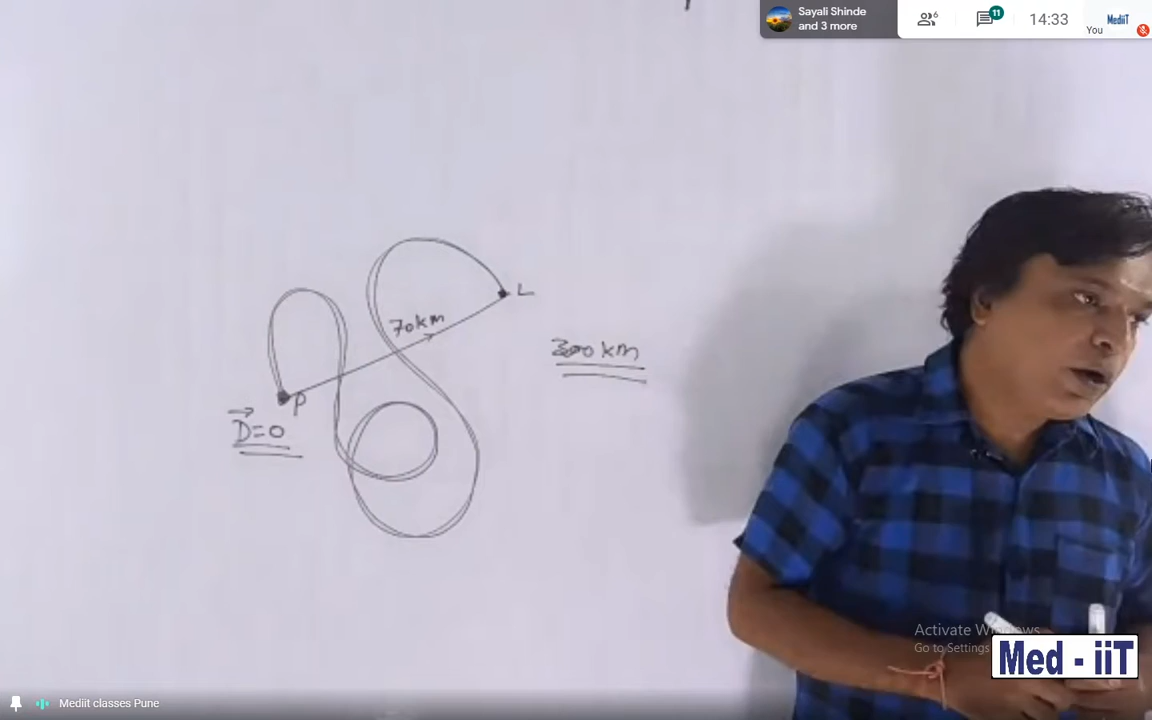 Sayali Shinde
and 3 more
6
11
14:33
MediiT
You
L
70km
300 km
P
D=0
Activate Windows
Go to Settings
Med - iiT
Mediit classes Pune